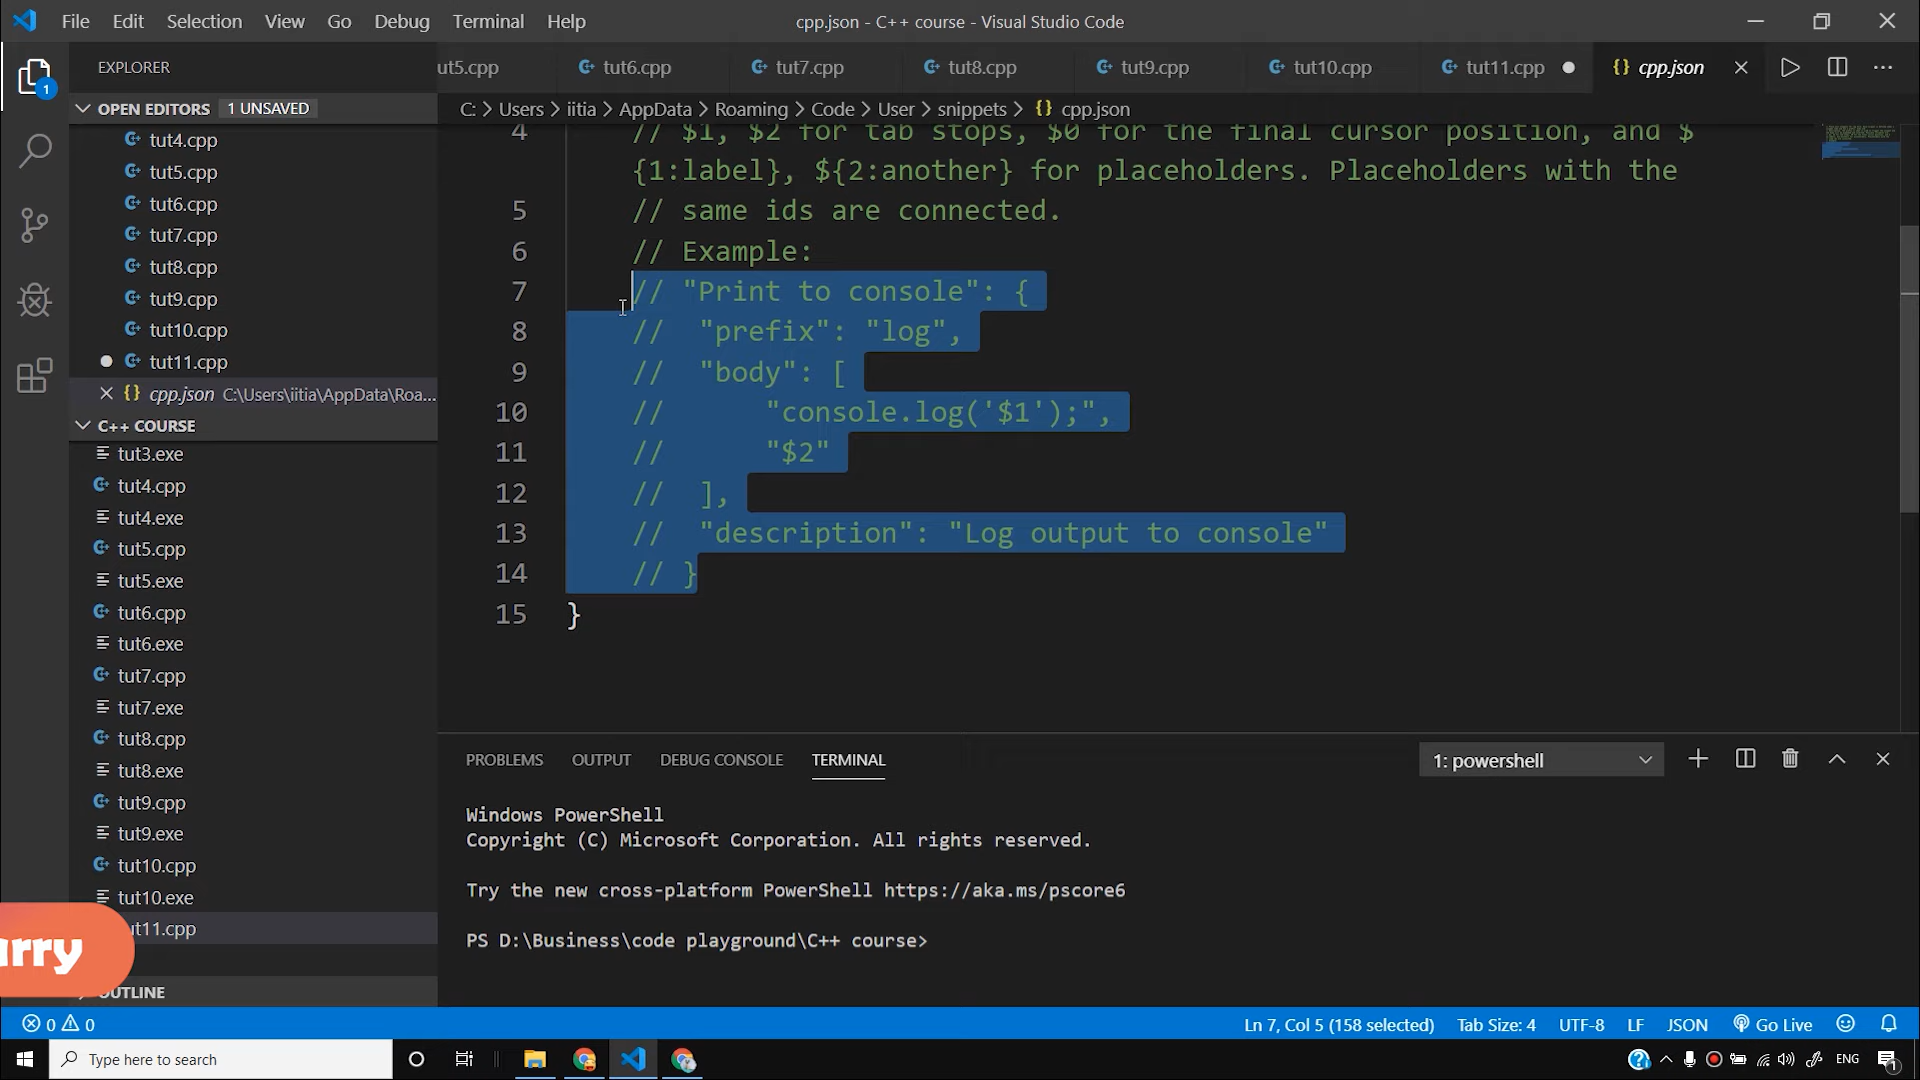 File Edit Selection View Go Debug Terminal Help
cpp.json - C++ course - Visual Studio Code
EXPLORER
OPEN EDITORS 1 UNSAVED
tut4.cpp
tut5.cpp
tut6.cpp
tut7.cpp
tut8.cpp
tut9.cpp
tut10.cpp
tut11.cpp
cpp.json C:\Users\iitia\AppData\Roa...
C++ COURSE
tut3.exe
tut4.cpp
tut4.exe
tut5.cpp
tut5.exe
tut6.cpp
tut6.exe
tut7.cpp
tut7.exe
tut8.cpp
tut8.exe
tut9.cpp
tut9.exe
tut10.cpp
tut10.exe
ut11.cpp
arry
OUTLINE
ut5.cpp tut6.cpp tut7.cpp tut8.cpp tut9.cpp tut10.cpp tut11.cpp cpp.json
C: > Users > iitia > AppData > Roaming > Code > User > snippets > {} cpp.json
4 // $1, $2 for tab stops, $0 for the final cursor position, and $
{1:label}, ${2:another} for placeholders. Placeholders with the
5 // same ids are connected.
6 // Example:
7 // "Print to console": {
8 // "prefix": "log",
9 // "body": [
10 // "console.log('$1');",
11 // "$2"
12 // ],
13 // "description": "Log output to console"
14 // }
15 }
PROBLEMS OUTPUT DEBUG CONSOLE TERMINAL
1: powershell
Windows PowerShell
Copyright (C) Microsoft Corporation. All rights reserved.
Try the new cross-platform PowerShell https://aka.ms/pscore6
PS D:\Business\code playground\C++ course>
0 0
Ln 7, Col 5 (158 selected) Tab Size: 4 UTF-8 LF JSON Go Live
Type here to search
ENG
1